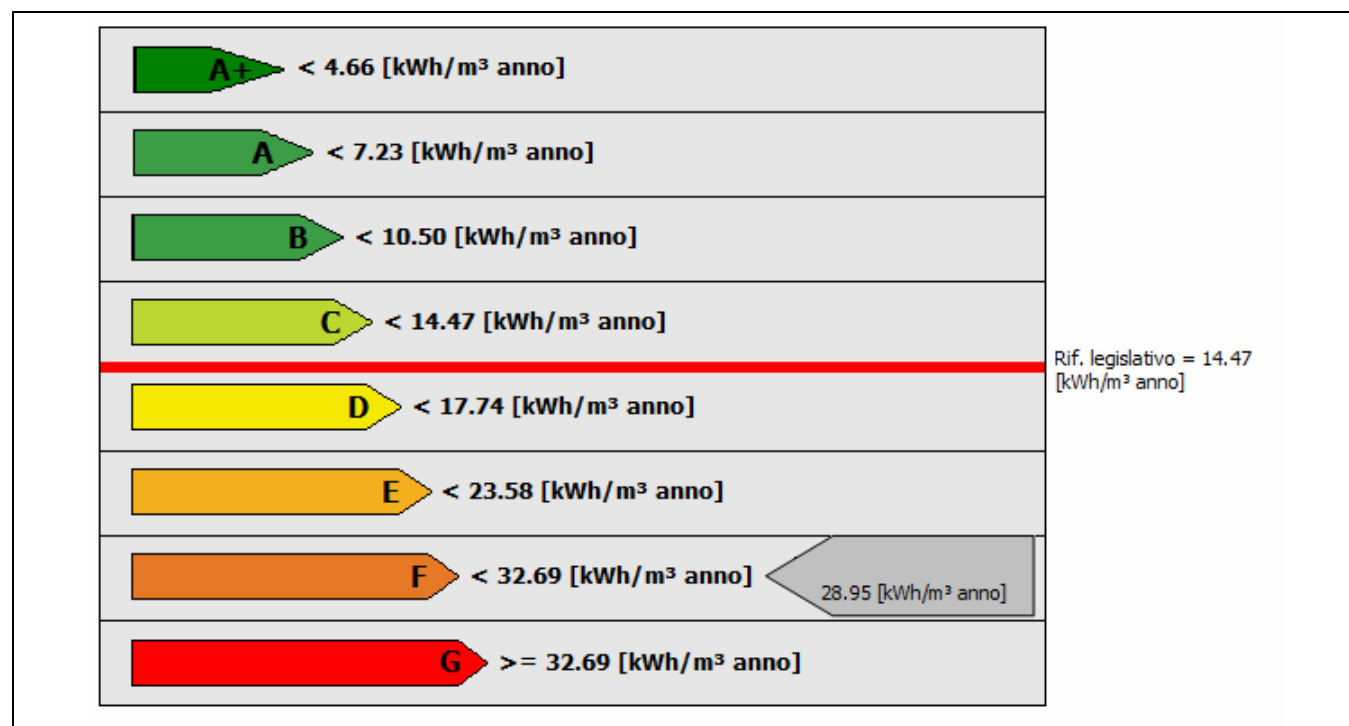 A+ < 4.66 [kWh/m³ anno]
A < 7.23 [kWh/m³ anno]
B < 10.50 [kWh/m³ anno]
C < 14.47 [kWh/m³ anno]
Rif. legislativo = 14.47
[kWh/m³ anno]
D < 17.74 [kWh/m³ anno]
E < 23.58 [kWh/m³ anno]
F < 32.69 [kWh/m³ anno]
28.95 [kWh/m³ anno]
G >= 32.69 [kWh/m³ anno]